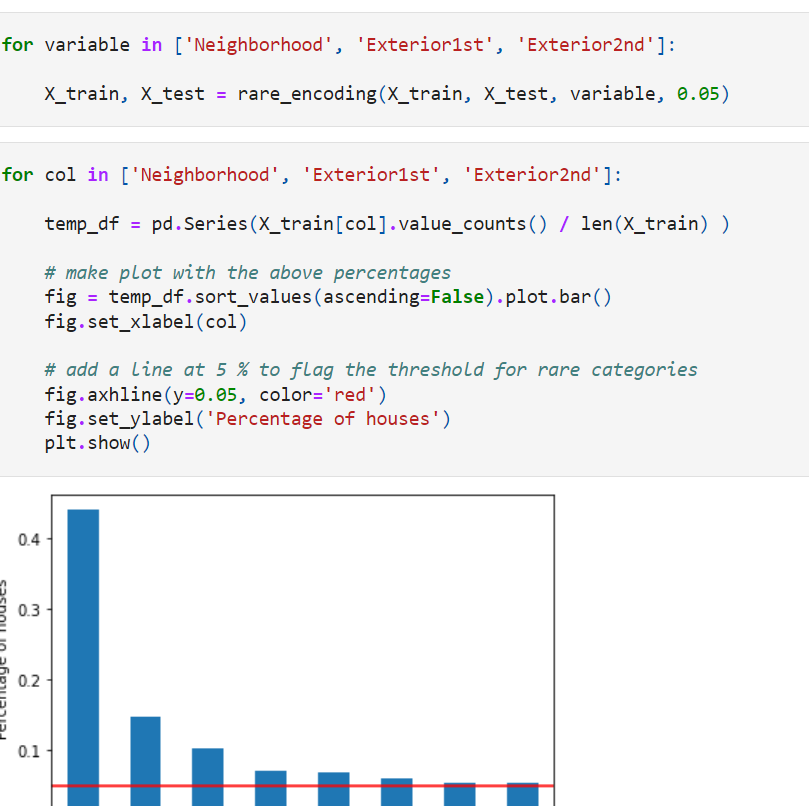 for variable in ['Neighborhood', 'Exterior1st', 'Exterior2nd']:
X_train, X_test = rare_encoding(X_train, X_test, variable, 0.05)
for col in ['Neighborhood', 'Exterior1st', 'Exterior2nd']:
temp_df = pd.Series(X_train[col].value_counts() / len(X_train) )
# make plot with the above percentages
fig = temp_df.sort_values(ascending=False).plot.bar()
fig.set_xlabel(col)
# add a line at 5 % to flag the threshold for rare categories
fig.axhline(y=0.05, color='red')
fig.set_ylabel('Percentage of houses')
plt.show()
0.4
0.3
0.2
0.1
Percentage of houses